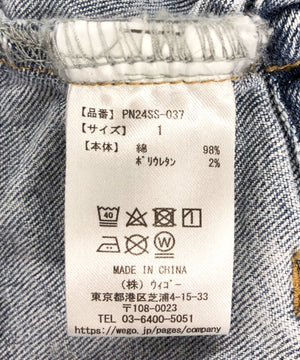 【品番】 PN24SS-037
【サイズ】 1
【本体】 綿 98%
ポリウレタン 2%
40
MADE IN CHINA
(株) ウィゴー
東京都港区芝浦4-15-33
〒108-0023
TEL 03-6400-5051
https://wego.jp/pages/company